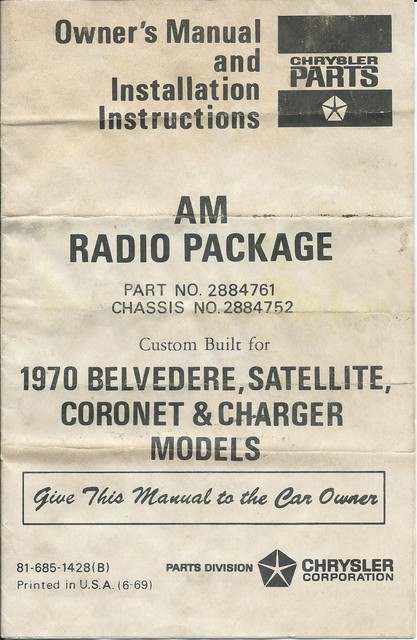 Owner's Manual
and
Installation
Instructions
CHRYSLER
PARTS
AM
RADIO PACKAGE
PART NO. 2884761
CHASSIS NO. 2884752
Custom Built for
1970 BELVEDERE, SATELLITE,
CORONET & CHARGER
MODELS
Give This Manual to the Car Owner
81-685-1428(B)
Printed in U.S.A. (6-69)
PARTS DIVISION
CHRYSLER
CORPORATION